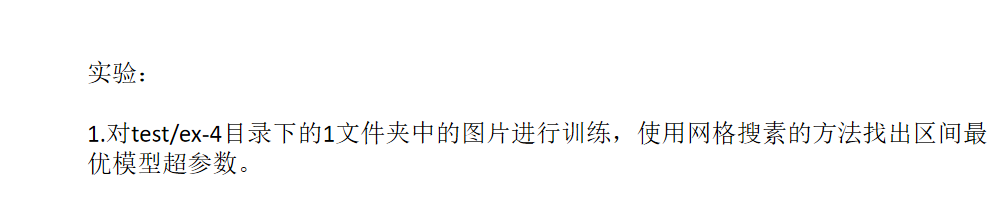 实验：
1.对test/ex-4目录下的1文件夹中的图片进行训练，使用网格搜素的方法找出区间最
优模型超参数。